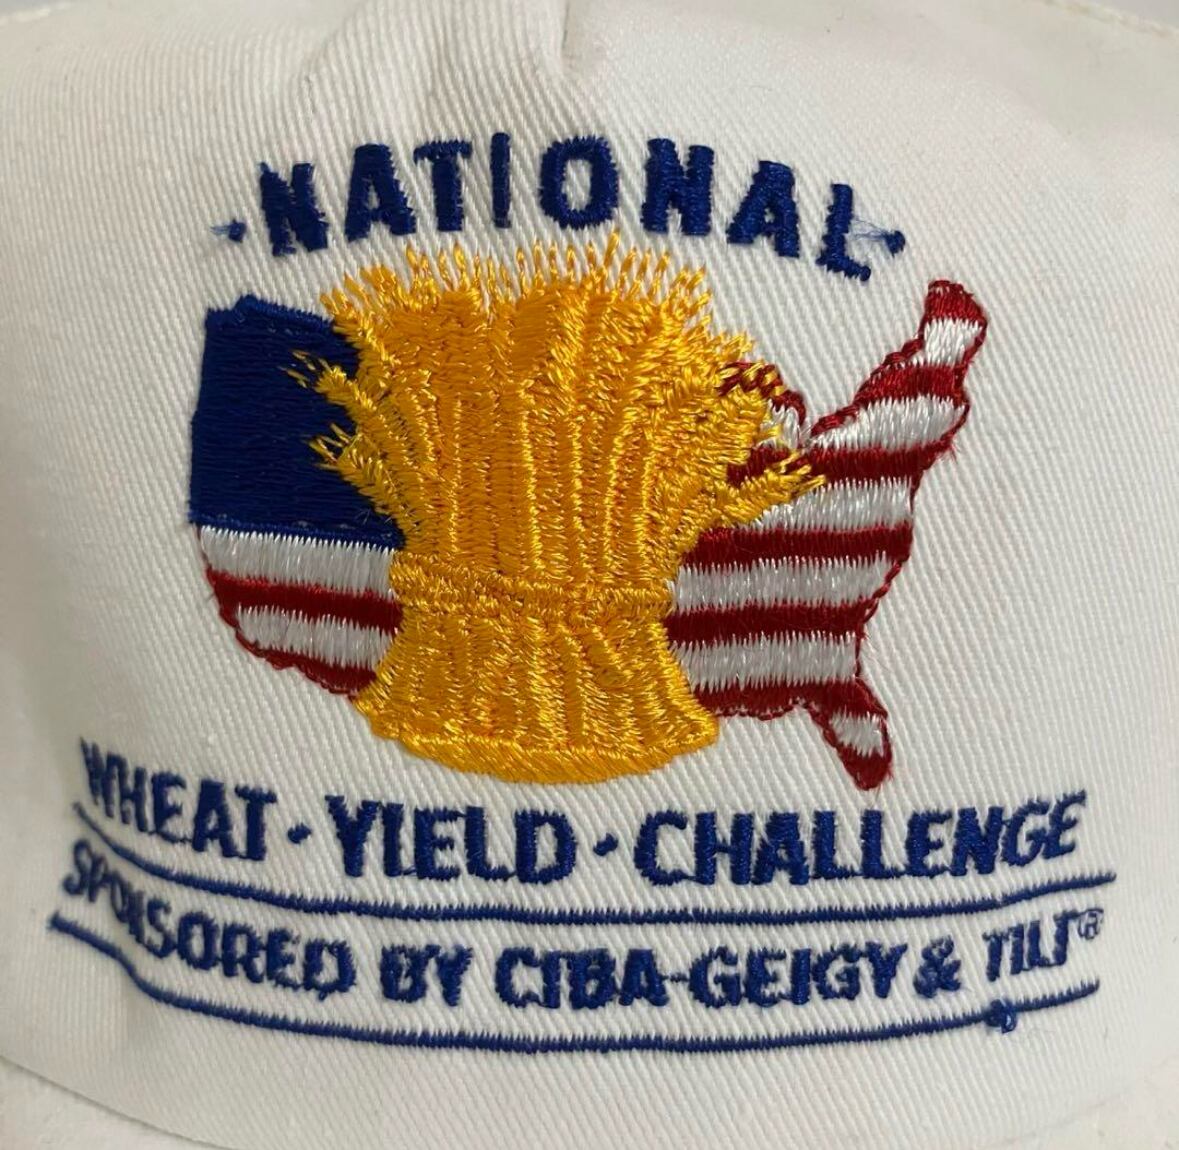 ·NATIONAL·
WHEAT·YIELD·CHALLENGE
SPONSORED BY CIBA-GEIGY & TILT®